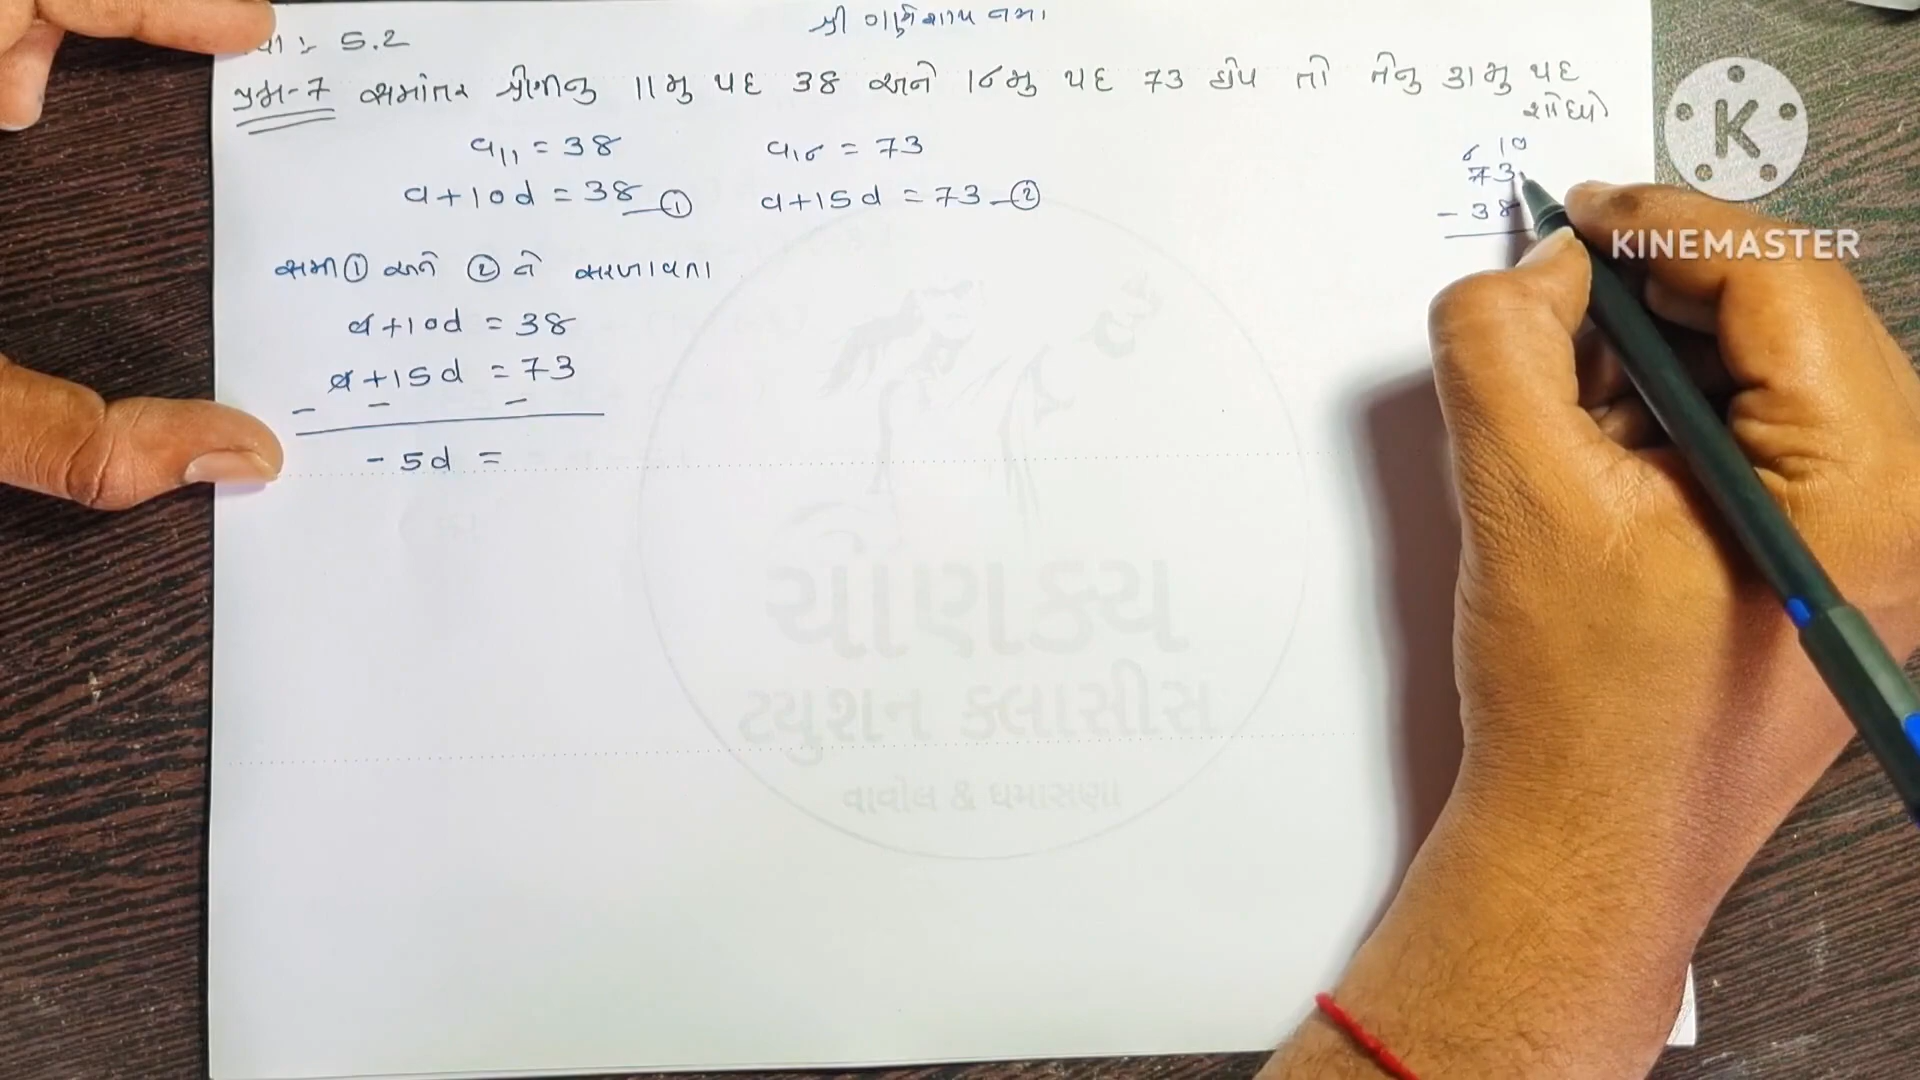 શ્રી ગણેશાય નમઃ
સ્વા :- 5.2
પ્રશ્ન-7 સમાંતર શ્રેણીનુ 11મુ પદ 38 અને 16મુ પદ 73 હોય તો તેનુ 31મુ પદ
શોધો
a11 = 38
a16 = 73
a+10d = 38 — ①
a+15d = 73 — ②
સમી ① અને ② ને સરખાવતા
a+10d = 38
a+15d = 73
- - -
-5d =
6 10
73
- 38
KINEMASTER
ચાણક્ય
ટ્યુશન ક્લાસીસ
વાવોલ & ધમાસણા